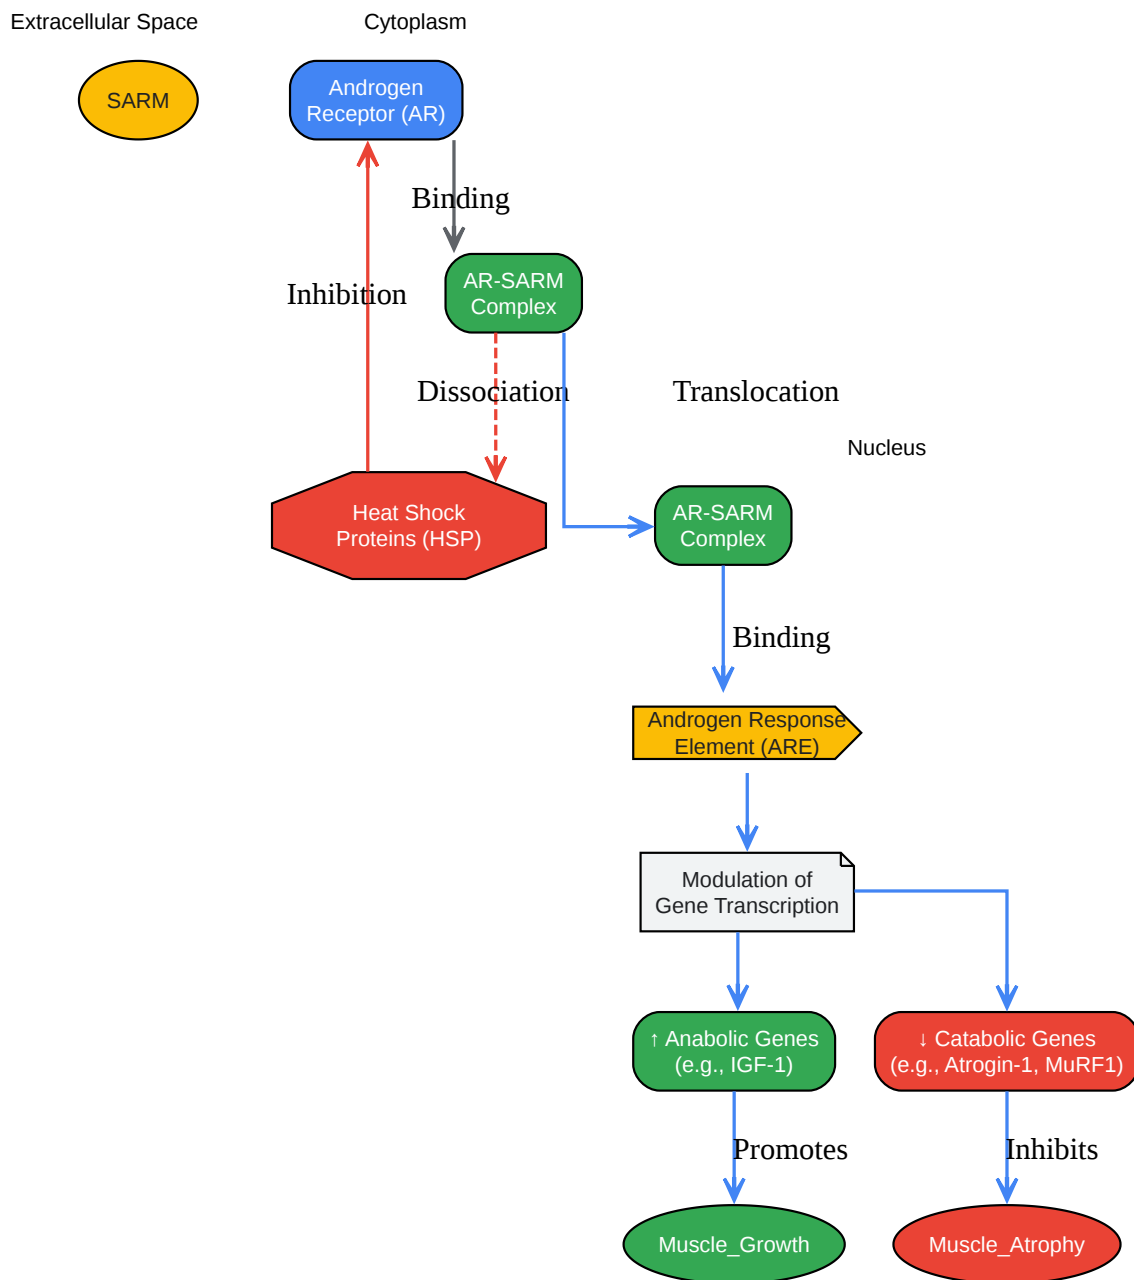 Extracellular Space
Cytoplasm
SARM
Androgen
Receptor (AR)
Binding
AR-SARM
Complex
Inhibition
Dissociation
Translocation
Nucleus
Heat Shock
Proteins (HSP)
AR-SARM
Complex
Binding
Androgen Response
Element (ARE)
Modulation of
Gene Transcription
↑ Anabolic Genes
(e.g., IGF-1)
↓ Catabolic Genes
(e.g., Atrogin-1, MuRF1)
Promotes
Inhibits
Muscle_Growth
Muscle_Atrophy